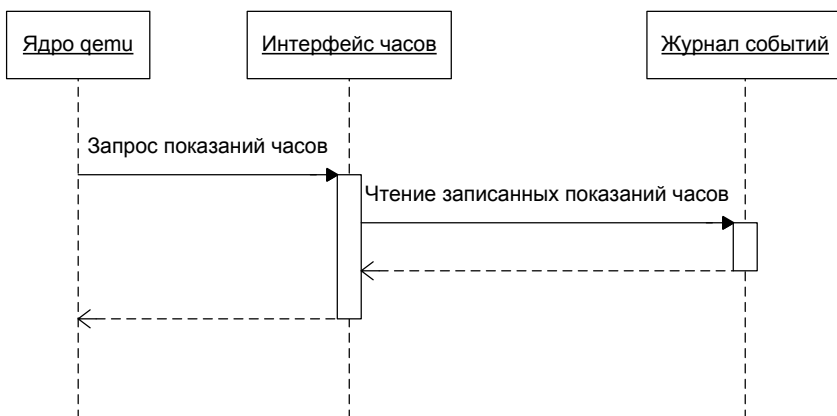 Ядро qemu
Интерфейс часов
Журнал событий
Запрос показаний часов
Чтение записанных показаний часов